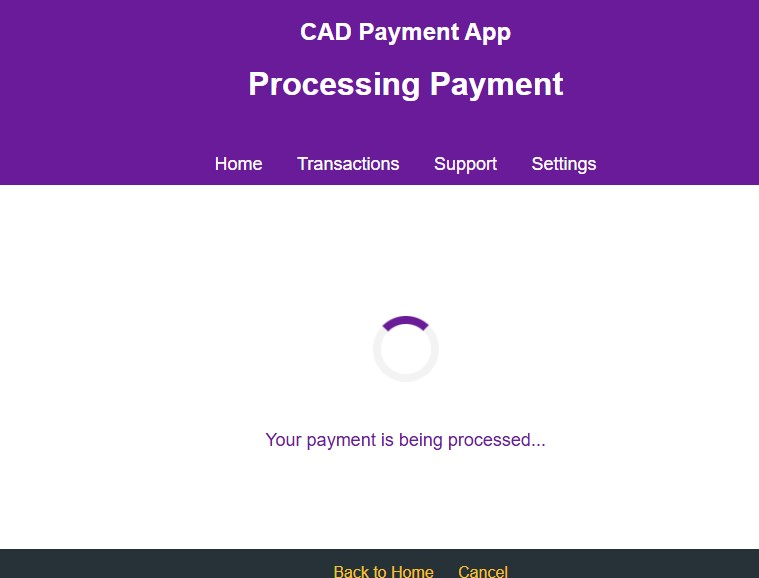 CAD Payment App
Processing Payment
Home Transactions Support Settings
Your payment is being processed...
Back to Home Cancel